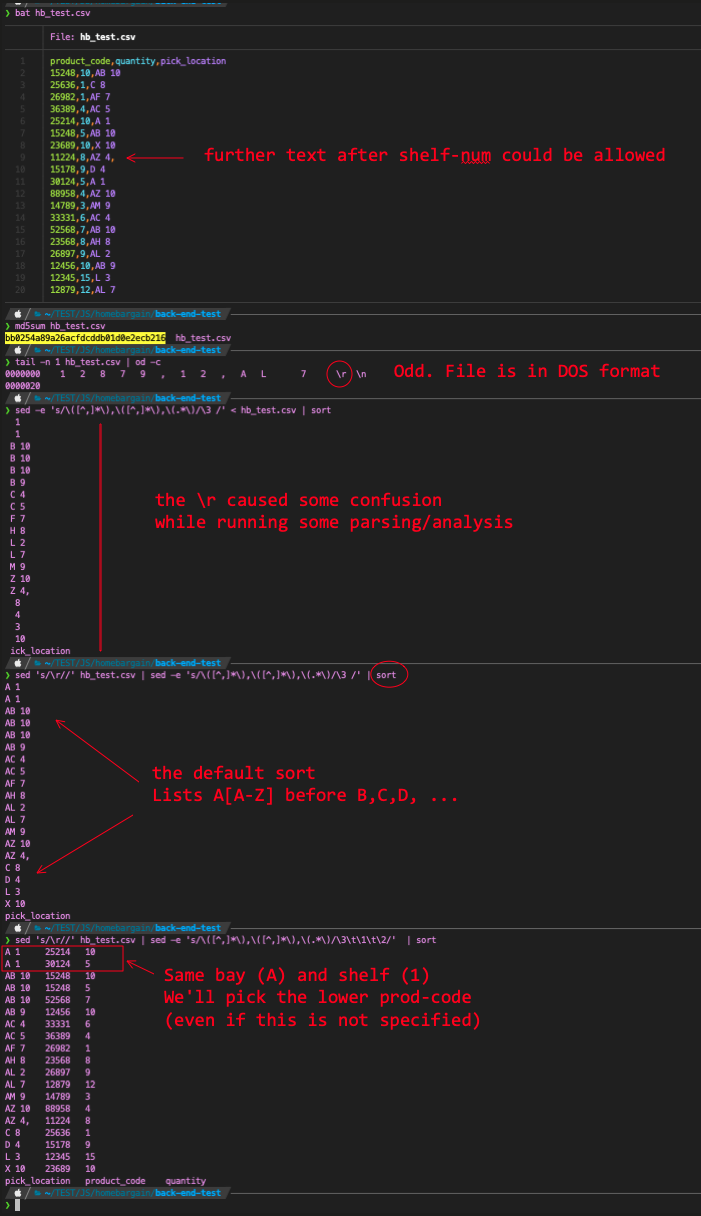 ~/TEST/JS/homebargain/back-end-test
❯ bat hb_test.csv
File: hb_test.csv
1 product_code,quantity,pick_location
2 15248,10,AB 10
3 25636,1,C 8
4 26982,1,AF 7
5 36389,4,AC 5
6 25214,10,A 1
7 15248,5,AB 10
8 23689,10,X 10
9 11224,8,AZ 4, further text after shelf-num could be allowed
10 15178,9,D 4
11 30124,5,A 1
12 88958,4,AZ 10
13 14789,3,AM 9
14 33331,6,AC 4
15 52568,7,AB 10
16 23568,8,AH 8
17 26897,9,AL 2
18 12456,10,AB 9
19 12345,15,L 3
20 12879,12,AL 7
~/TEST/JS/homebargain/back-end-test
❯ md5sum hb_test.csv
bb0254a89a26acfdcddb01d0e2ecb216 hb_test.csv
~/TEST/JS/homebargain/back-end-test
❯ tail -n 1 hb_test.csv | od -c
0000000 1 2 8 7 9 , 1 2 , A L 7 \r \n Odd. File is in DOS format
0000020
~/TEST/JS/homebargain/back-end-test
❯ sed -e 's/\([^,]*\),\([^,]*\),\(.*\)/\3 /' < hb_test.csv | sort
1
1
B 10
B 10
B 10
B 9
C 4
C 5
F 7
H 8
L 2
L 7
M 9
Z 10
Z 4,
8
4
3
10
ick_location
the \r caused some confusion
while running some parsing/analysis
~/TEST/JS/homebargain/back-end-test
❯ sed 's/\r//' hb_test.csv | sed -e 's/\([^,]*\),\([^,]*\),\(.*\)/\3 /' | sort
A 1
A 1
AB 10
AB 10
AB 10
AB 9
AC 4
AC 5
AF 7
AH 8
AL 2
AL 7
AM 9
AZ 10
AZ 4,
C 8
D 4
L 3
X 10
pick_location
the default sort
Lists A[A-Z] before B,C,D, ...
~/TEST/JS/homebargain/back-end-test
❯ sed 's/\r//' hb_test.csv | sed -e 's/\([^,]*\),\([^,]*\),\(.*\)/\3\t\1\t\2/' | sort
A 1 25214 10
A 1 30124 5
AB 10 15248 10
AB 10 15248 5
AB 10 52568 7
AB 9 12456 10
AC 4 33331 6
AC 5 36389 4
AF 7 26982 1
AH 8 23568 8
AL 2 26897 9
AL 7 12879 12
AM 9 14789 3
AZ 10 88958 4
AZ 4, 11224 8
C 8 25636 1
D 4 15178 9
L 3 12345 15
X 10 23689 10
pick_location product_code quantity
Same bay (A) and shelf (1)
We'll pick the lower prod-code
(even if this is not specified)
~/TEST/JS/homebargain/back-end-test
❯